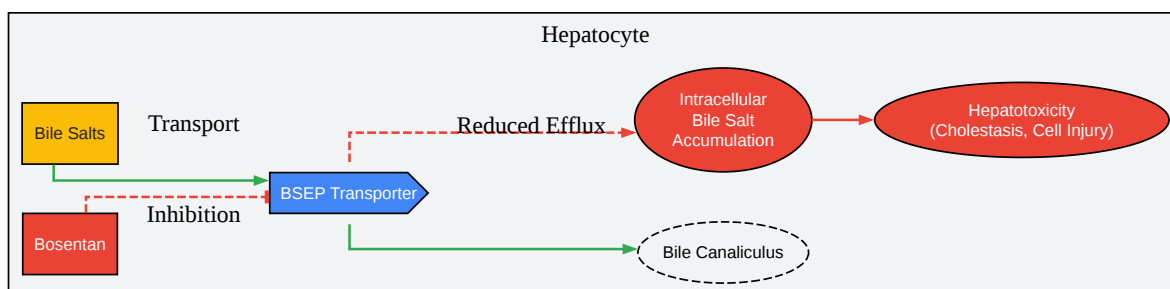 Hepatocyte
Bile Salts
Transport
Reduced Efflux
Intracellular
Bile Salt
Accumulation
Hepatotoxicity
(Cholestasis, Cell Injury)
BSEP Transporter
Inhibition
Bosentan
Bile Canaliculus